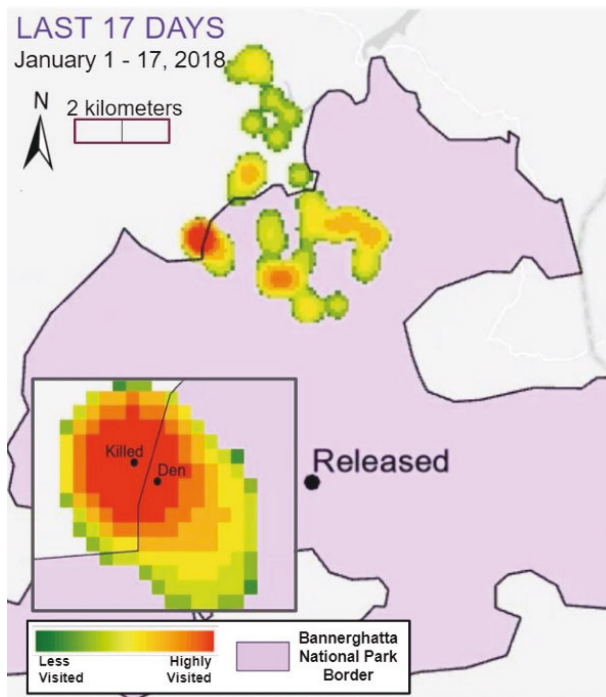 LAST 17 DAYS
January 1 - 17, 2018
N
2 kilometers
Released
Killed
Den
Less
Visited
Highly
Visited
Bannerghatta
National Park
Border